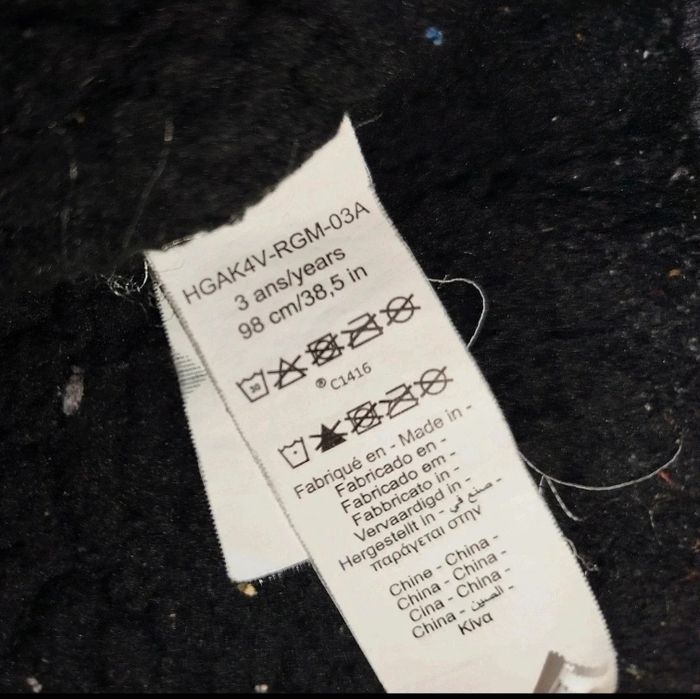 HGAK4V-RGM-03A
3 ans/years
98 cm/38,5 in
30
® C1416
Fabriqué en - Made in -
Fabricado en -
Fabricado em -
Fabbricato in -
Vervaardigd in -
Hergestellt in - صنع في -
παράγεται στην
Chine - China -
China - China -
Cina - China -
China - الصين -
Κίνα